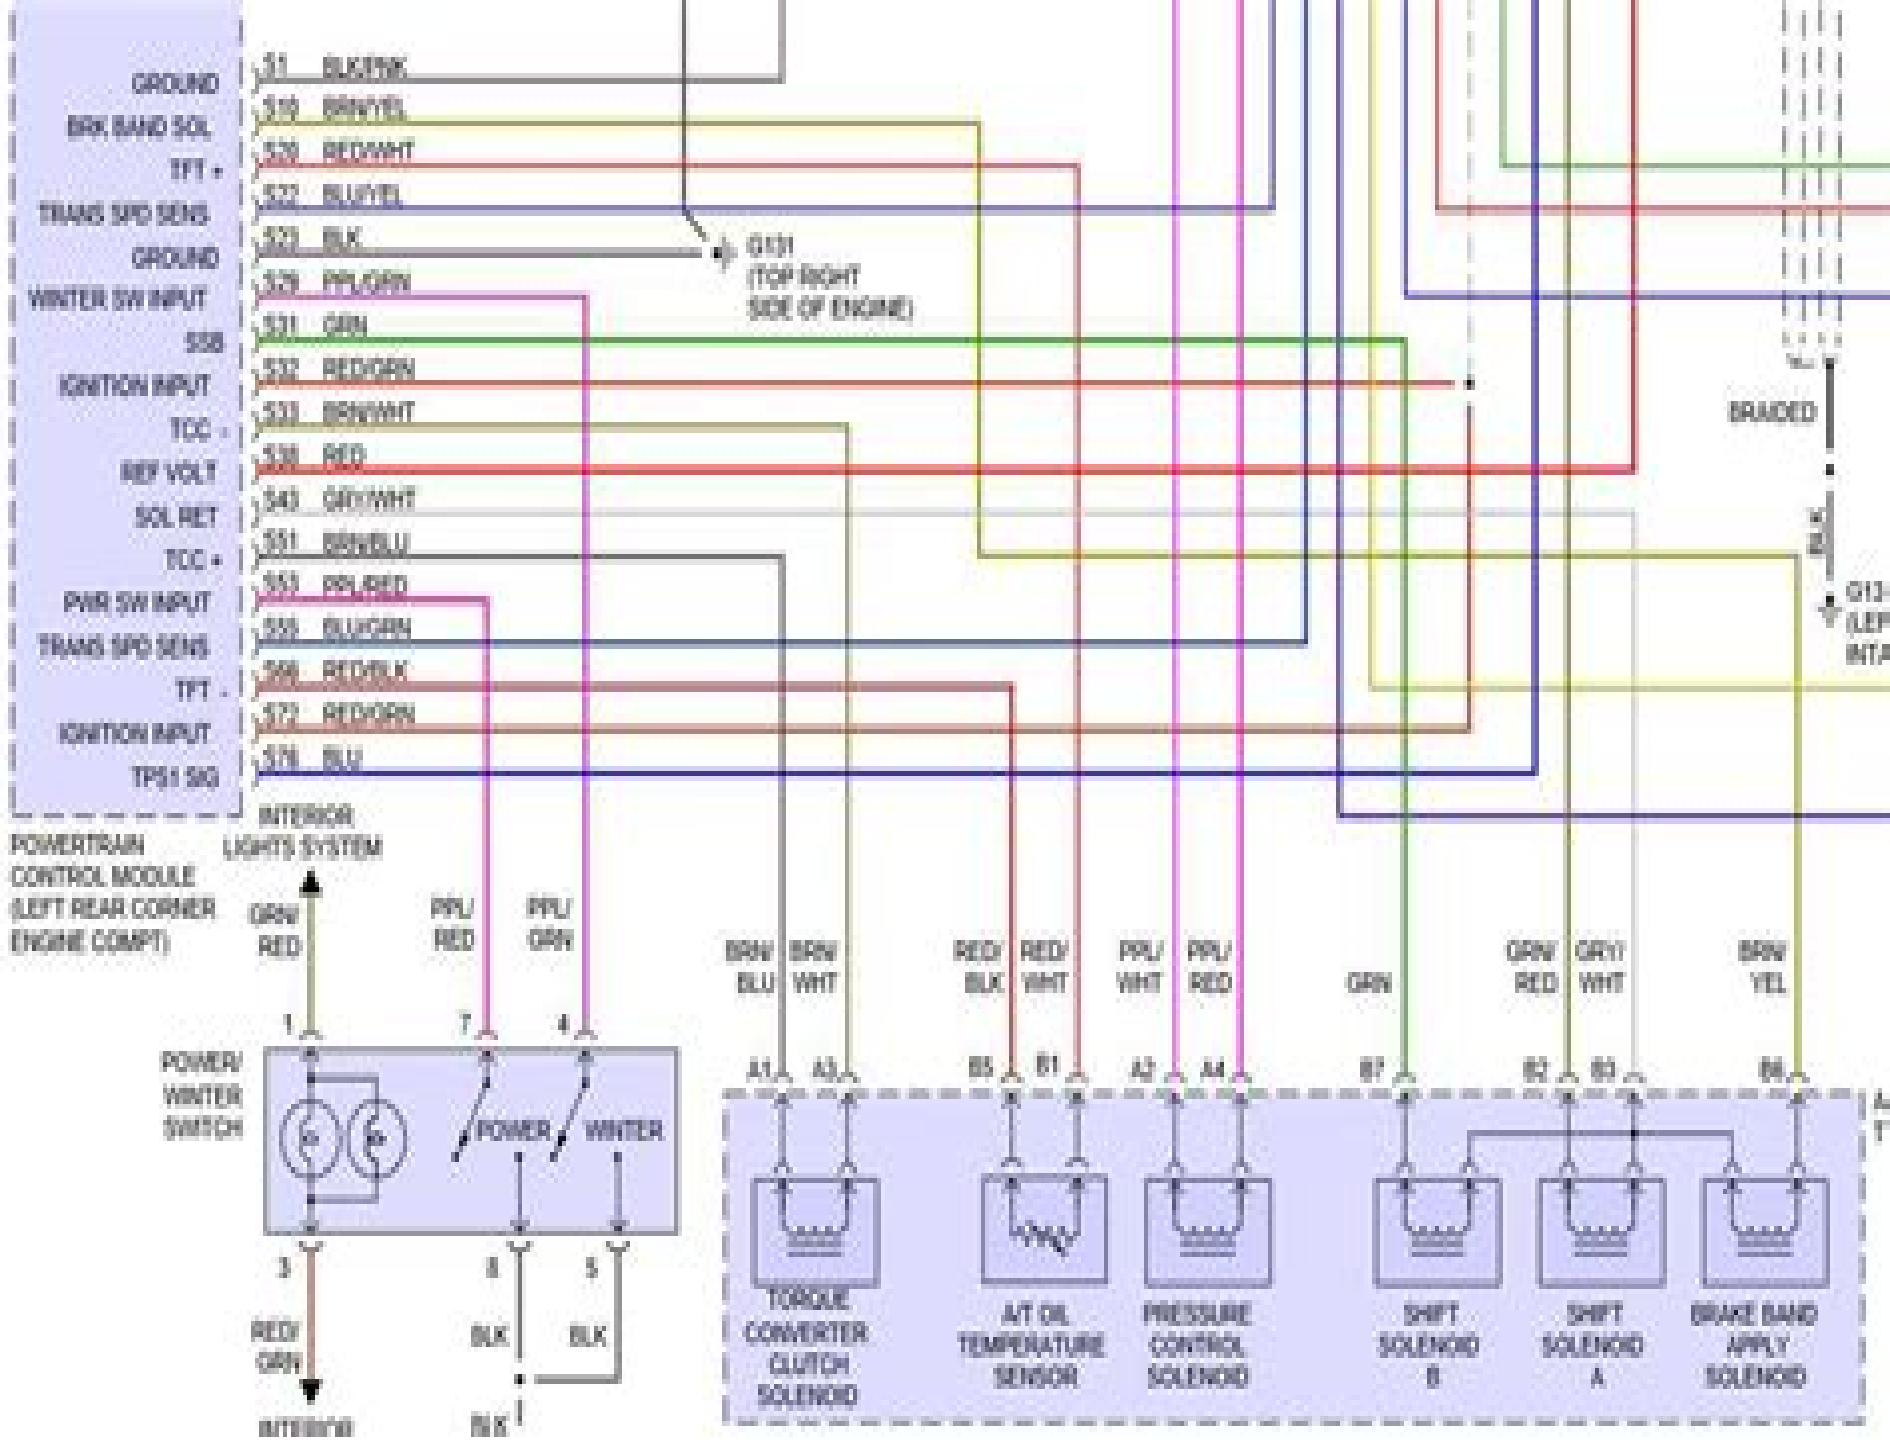 GROUND S1 BLK/PNK
BRK BAND SOL S19 BRN/YEL
TFT + S20 RED/WHT
TRANS SPD SENS S22 BLU/YEL
GROUND S23 BLK
WINTER SW INPUT S29 PPL/GRN
SSB S31 GRN
IGNITION INPUT S32 RED/GRN
TCC - S33 BRN/WHT
REF VOLT S38 RED
SOL RET S43 GRY/WHT
TCC + S51 BRN/BLU
PWR SW INPUT S53 PPL/RED
TRANS SPD SENS S55 BLU/GRN
TFT - S66 RED/BLK
IGNITION INPUT S72 RED/GRN
TPS1 SIG S76 BLU
G131
(TOP RIGHT
SIDE OF ENGINE)
BRAIDED
BLK
G13
(LEF
INTA
POWERTRAIN
CONTROL MODULE
(LEFT REAR CORNER
ENGINE COMPT)
INTERIOR
LIGHTS SYSTEM
GRN/
RED
PPL/
RED
PPL/
GRN
BRN/
BLU
BRN/
WHT
RED/
BLK
RED/
WHT
PPL/
WHT
PPL/
RED
GRN
GRN/
RED
GRY/
WHT
BRN/
YEL
1 7 4
A1 A3 B5 B1 A2 A4 B7 B2 B3 B6
POWER/
WINTER
SWITCH
POWER WINTER
3 5
RED/
GRN
BLK BLK
INTERIOR
BLK
TORQUE
CONVERTER
CLUTCH
SOLENOID
A/T OIL
TEMPERATURE
SENSOR
PRESSURE
CONTROL
SOLENOID
SHIFT
SOLENOID
B
SHIFT
SOLENOID
A
BRAKE BAND
APPLY
SOLENOID